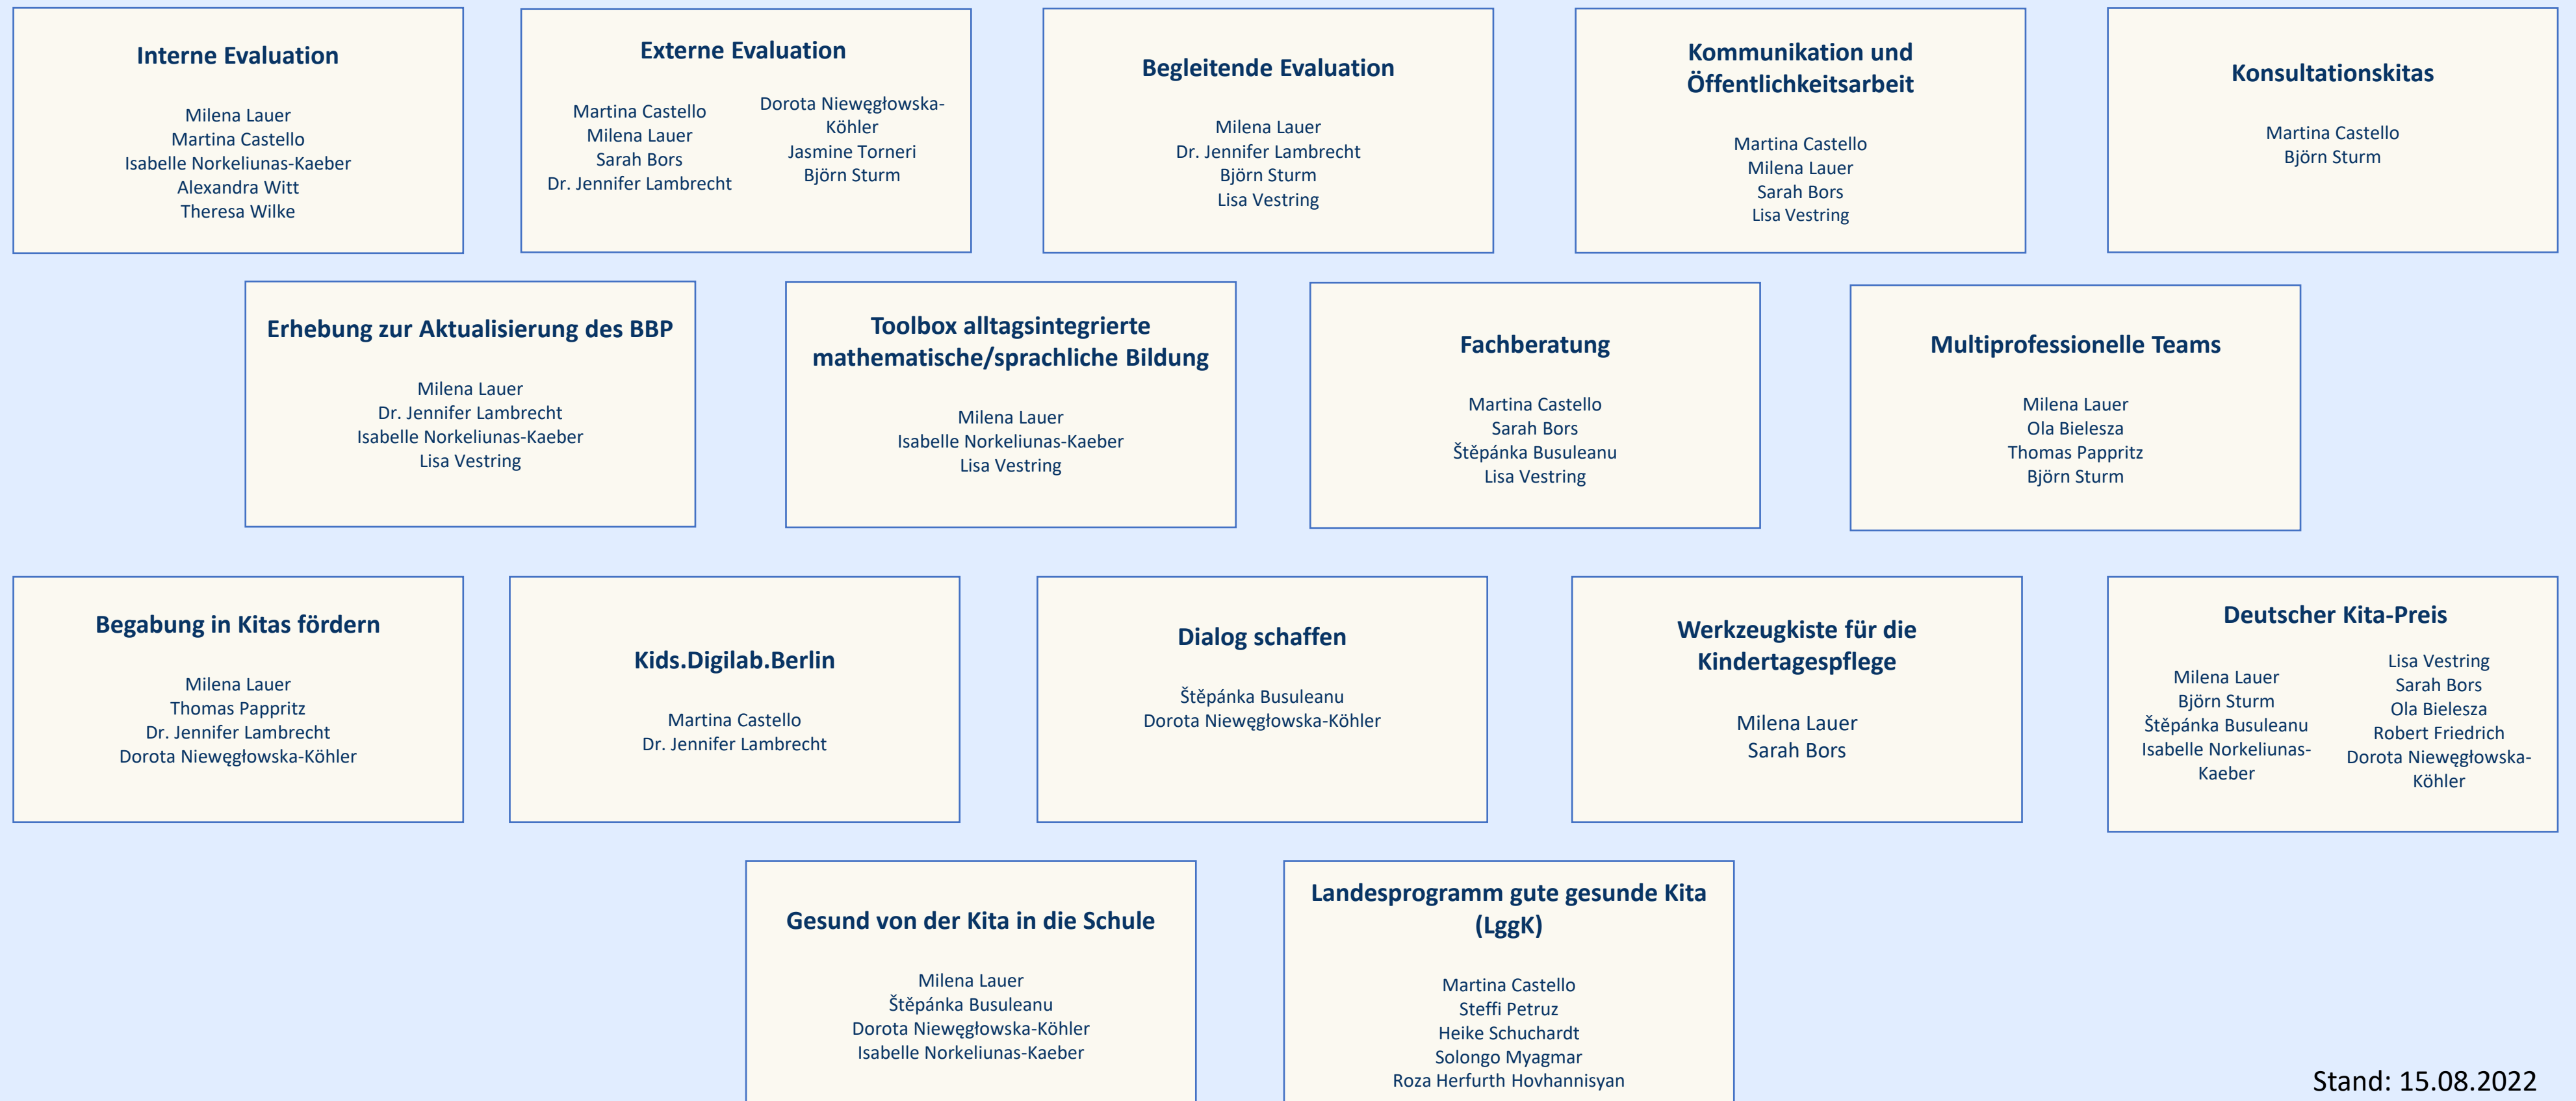 Interne Evaluation
Milena Lauer
Martina Castello
Isabelle Norkeliunas-Kaeber
Alexandra Witt
Theresa Wilke
Externe Evaluation
Martina Castello
Milena Lauer
Sarah Bors
Dr. Jennifer Lambrecht
Dorota Niewęgłowska-
Köhler
Jasmine Torneri
Björn Sturm
Begleitende Evaluation
Milena Lauer
Dr. Jennifer Lambrecht
Björn Sturm
Lisa Vestring
Kommunikation und
Öffentlichkeitsarbeit
Martina Castello
Milena Lauer
Sarah Bors
Lisa Vestring
Konsultationskitas
Martina Castello
Björn Sturm
Erhebung zur Aktualisierung des BBP
Milena Lauer
Dr. Jennifer Lambrecht
Isabelle Norkeliunas-Kaeber
Lisa Vestring
Toolbox alltagsintegrierte
mathematische/sprachliche Bildung
Milena Lauer
Isabelle Norkeliunas-Kaeber
Lisa Vestring
Fachberatung
Martina Castello
Sarah Bors
Štěpánka Busuleanu
Lisa Vestring
Multiprofessionelle Teams
Milena Lauer
Ola Bielesza
Thomas Pappritz
Björn Sturm
Begabung in Kitas fördern
Milena Lauer
Thomas Pappritz
Dr. Jennifer Lambrecht
Dorota Niewęgłowska-Köhler
Kids.Digilab.Berlin
Martina Castello
Dr. Jennifer Lambrecht
Dialog schaffen
Štěpánka Busuleanu
Dorota Niewęgłowska-Köhler
Werkzeugkiste für die
Kindertagespflege
Milena Lauer
Sarah Bors
Deutscher Kita-Preis
Milena Lauer
Björn Sturm
Štěpánka Busuleanu
Isabelle Norkeliunas-
Kaeber
Lisa Vestring
Sarah Bors
Ola Bielesza
Robert Friedrich
Dorota Niewęgłowska-
Köhler
Gesund von der Kita in die Schule
Milena Lauer
Štěpánka Busuleanu
Dorota Niewęgłowska-Köhler
Isabelle Norkeliunas-Kaeber
Landesprogramm gute gesunde Kita
(LggK)
Martina Castello
Steffi Petruz
Heike Schuchardt
Solongo Myagmar
Roza Herfurth Hovhannisyan
Stand: 15.08.2022